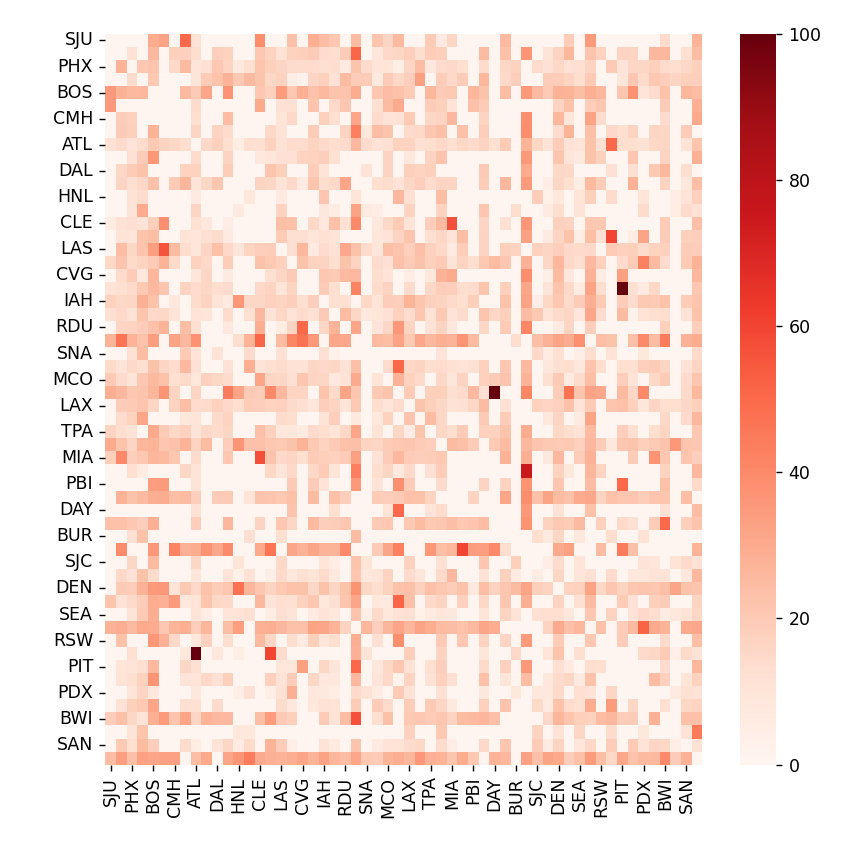 SJU
PHX
BOS
CMH
ATL
DAL
HNL
CLE
LAS
CVG
IAH
RDU
SNA
MCO
LAX
TPA
MIA
PBI
DAY
BUR
SJC
DEN
SEA
RSW
PIT
PDX
BWI
SAN
SJU PHX BOS CMH ATL DAL HNL CLE LAS CVG IAH RDU SNA MCO LAX TPA MIA PBI DAY BUR SJC DEN SEA RSW PIT PDX BWI SAN
100
80
60
40
20
0